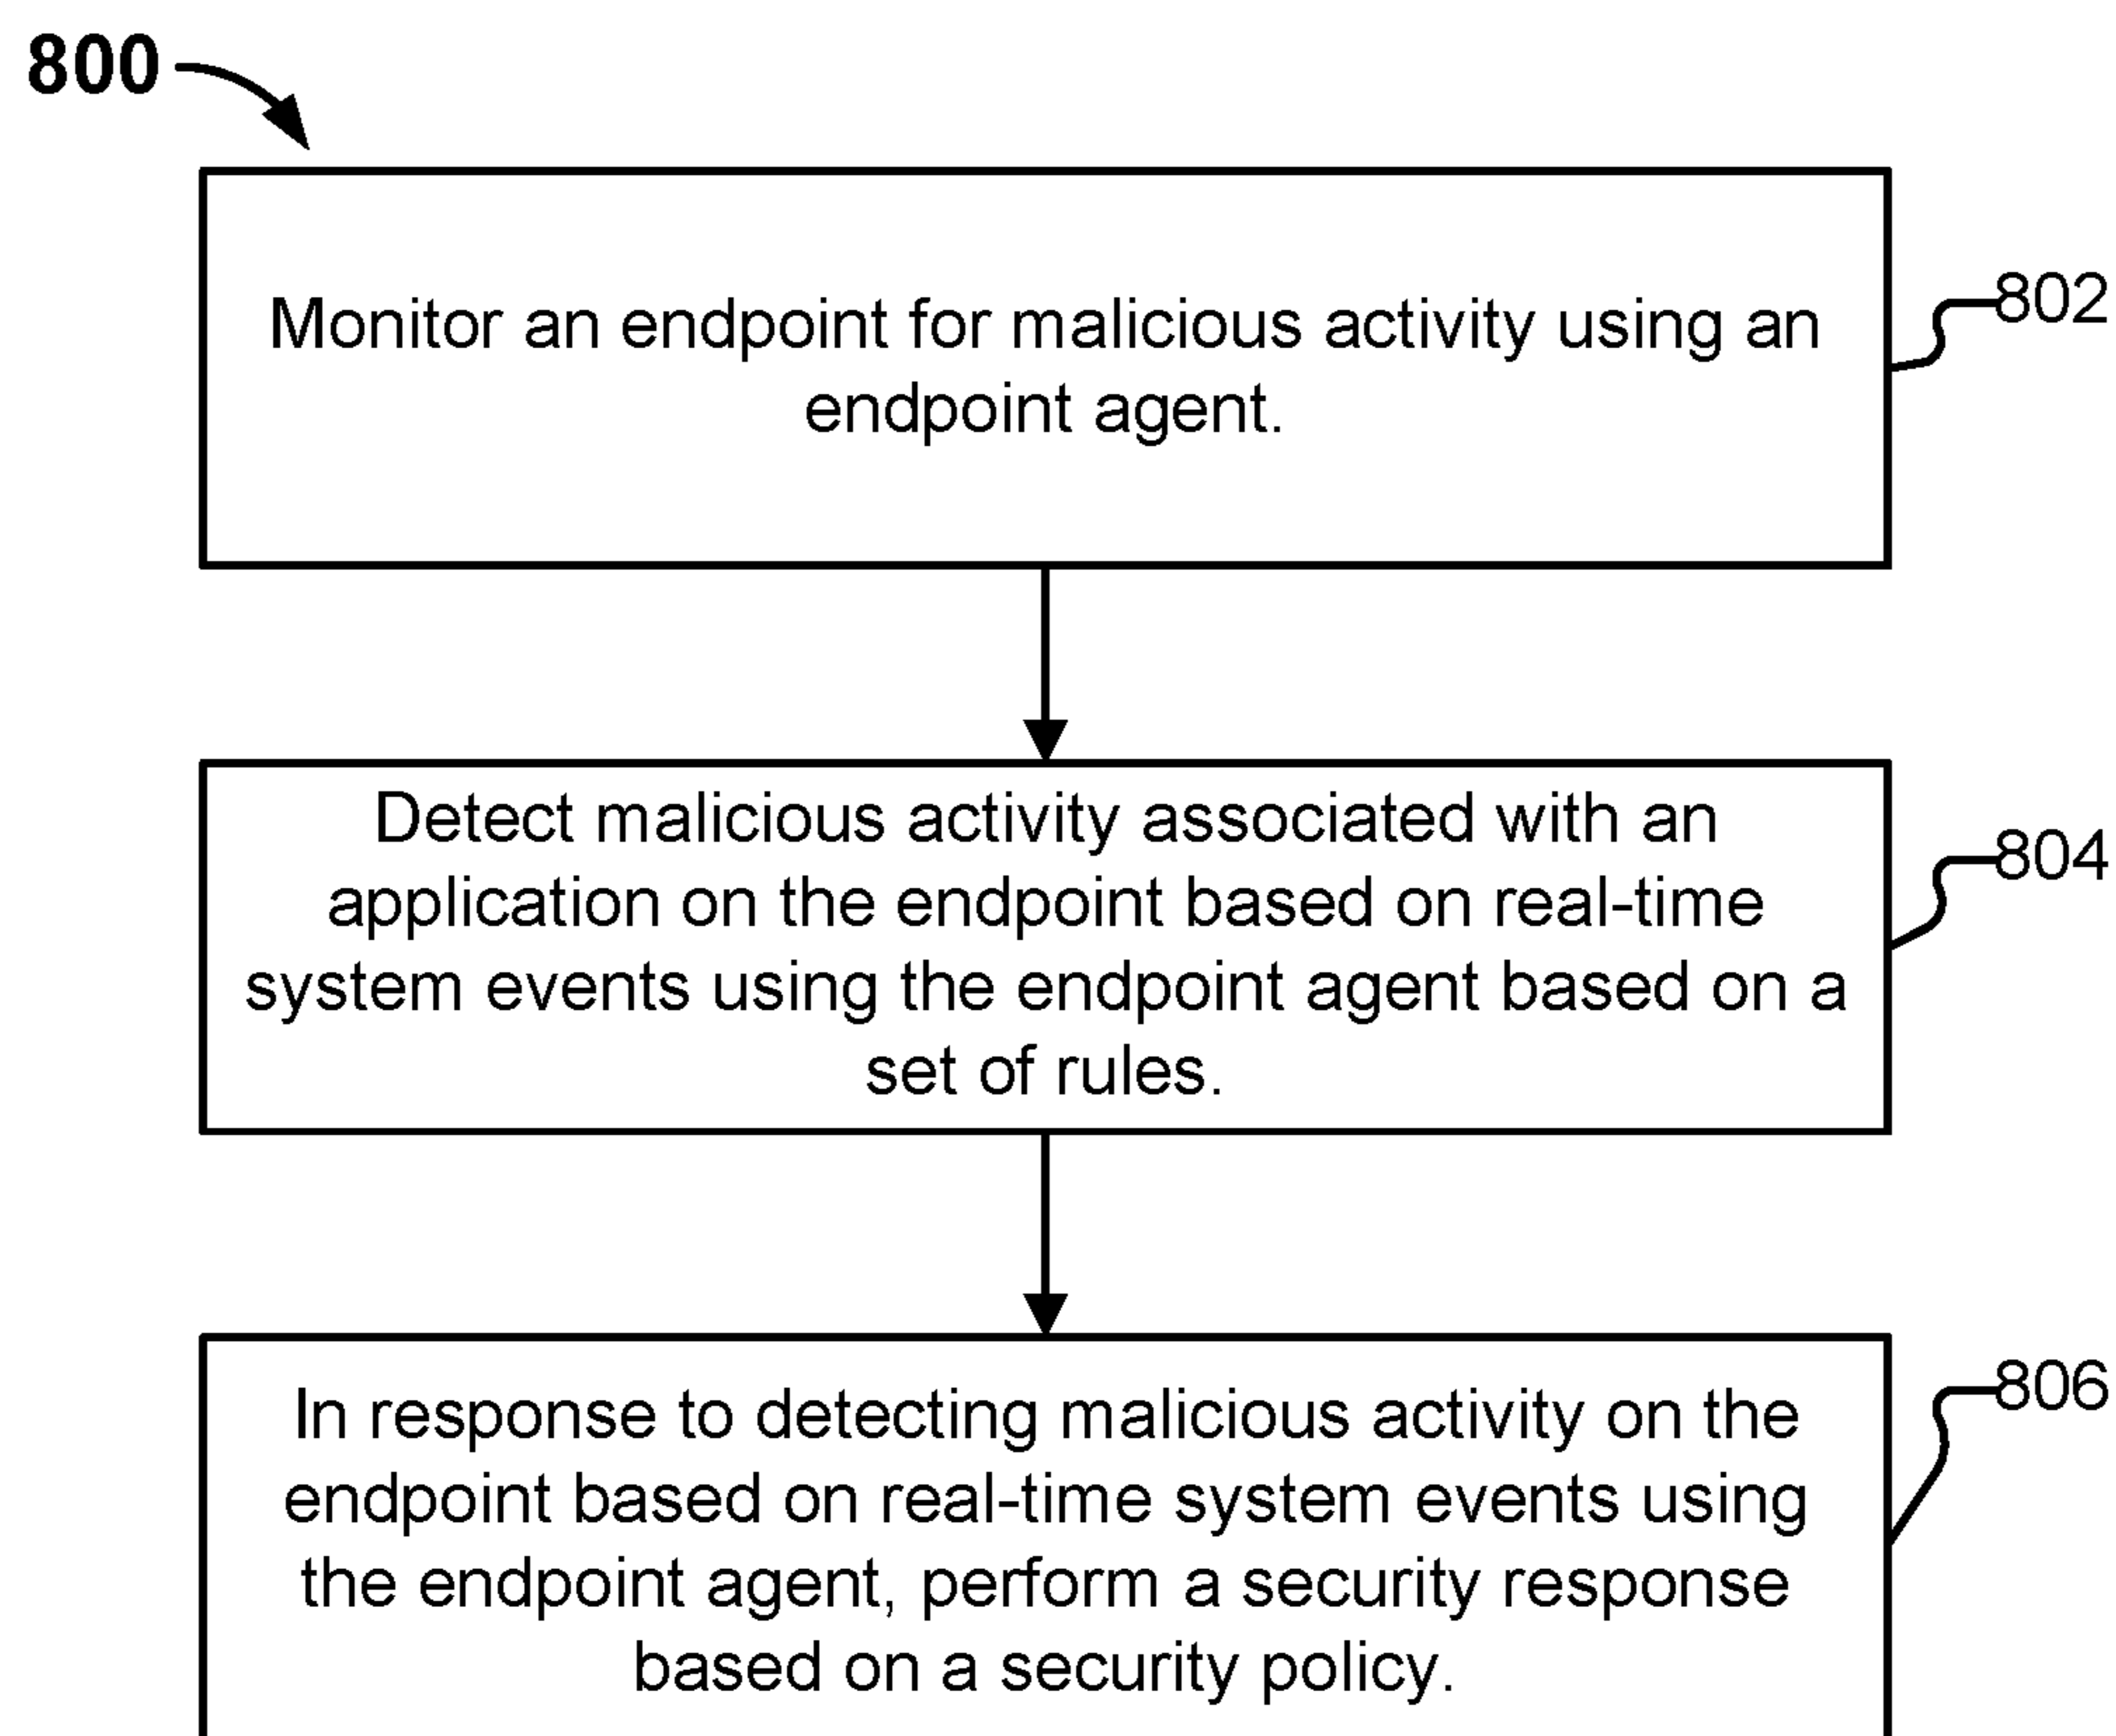 800
Monitor an endpoint for malicious activity using an
endpoint agent.
802
Detect malicious activity associated with an
application on the endpoint based on real-time
system events using the endpoint agent based on a
set of rules.
804
In response to detecting malicious activity on the
endpoint based on real-time system events using
the endpoint agent, perform a security response
based on a security policy.
806